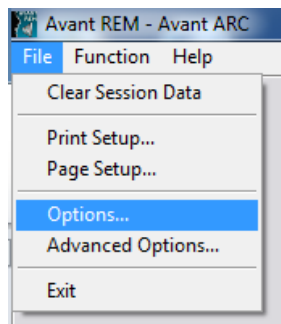 Avant REM - Avant ARC
File Function Help
Clear Session Data
Print Setup...
Page Setup...
Options...
Advanced Options...
Exit